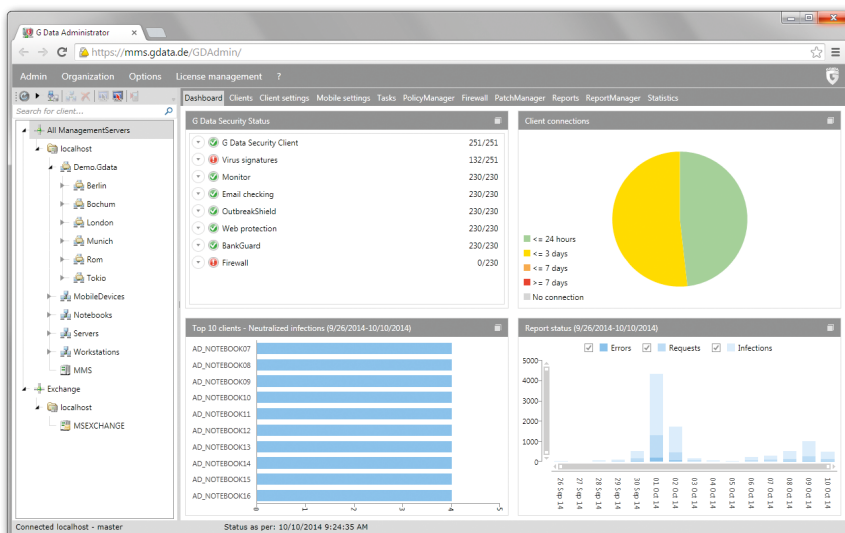 G Data Administrator
https://mms.gdata.de/GDAdmin/
Admin Organization Options License management ?
Search for client...
All ManagementServers
localhost
Demo.Gdata
Berlin
Bochum
London
Munich
Rom
Tokio
MobileDevices
Notebooks
Servers
Workstations
MMS
Exchange
localhost
MSEXCHANGE
Dashboard Clients Client settings Mobile settings Tasks PolicyManager Firewall PatchManager Reports ReportManager Statistics
G Data Security Status
G Data Security Client 251/251
Virus signatures 132/251
Monitor 230/230
Email checking 230/230
OutbreakShield 230/230
Web protection 230/230
BankGuard 230/230
Firewall 0/230
Client connections
<= 24 hours
<= 3 days
<= 7 days
>= 7 days
No connection
Top 10 clients - Neutralized infections (9/26/2014-10/10/2014)
AD_NOTEBOOK07
AD_NOTEBOOK08
AD_NOTEBOOK09
AD_NOTEBOOK10
AD_NOTEBOOK11
AD_NOTEBOOK12
AD_NOTEBOOK13
AD_NOTEBOOK14
AD_NOTEBOOK15
AD_NOTEBOOK16
0 1 2 3 4 5
Report status (9/26/2014-10/10/2014)
Errors Requests Infections
5000
4000
3000
2000
1000
0
26 Sep 14
27 Sep 14
28 Sep 14
29 Sep 14
30 Sep 14
01 Oct 14
02 Oct 14
03 Oct 14
04 Oct 14
05 Oct 14
06 Oct 14
07 Oct 14
08 Oct 14
09 Oct 14
10 Oct 14
Connected localhost - master
Status as per: 10/10/2014 9:24:35 AM